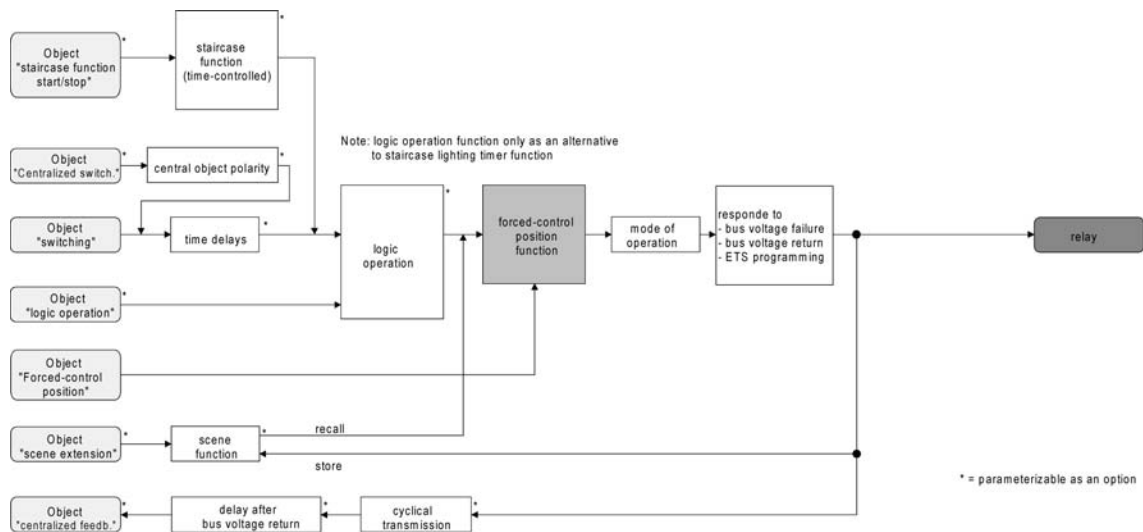 Object
"staircase function
start/stop"
*
staircase
function
(time-controlled)
*
Note: logic operation function only as an alternative
to staircase lighting timer function
Object
"Centralized switch."
*
central object polarity
*
Object
"switching"
*
time delays
*
logic
operation
*
forced-control
position
function
mode of
operation
responde to
- bus voltage failure
- bus voltage return
- ETS programming
relay
Object
"logic operation"
*
Object
"Forced-control
position"
Object
"scene extension"
*
scene
function
*
recall
store
* = parameterizable as an option
Object
"centralized feedb."
*
delay after
bus voltage return
*
cyclical
transmission
*